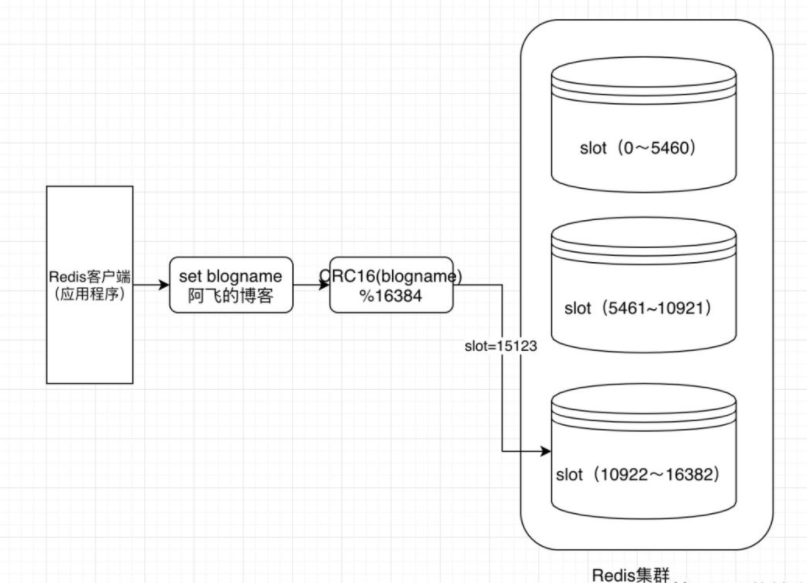 slot（0～5460）
Redis客户端
（应用程序）
set blogname
阿飞的博客
CRC16(blogname)
%16384
slot（5461~10921）
slot=15123
slot（10922～16382）
Redis集群